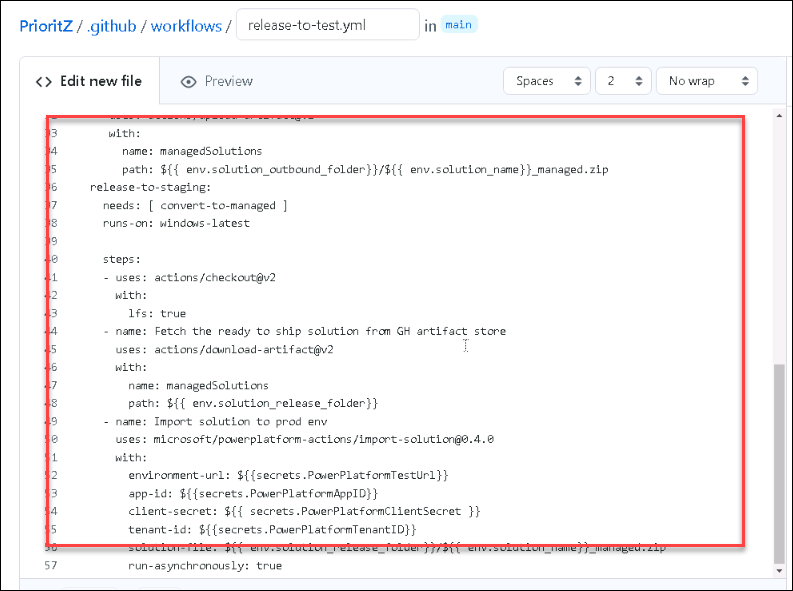 PrioritZ / .github / workflows / release-to-test.yml in main
<> Edit new file Preview Spaces 2 No wrap
33 with:
34 name: managedSolutions
35 path: ${{ env.solution_outbound_folder}}/${{ env.solution_name}}_managed.zip
36 release-to-staging:
37 needs: [ convert-to-managed ]
38 runs-on: windows-latest
39
40 steps:
41 - uses: actions/checkout@v2
42 with:
43 lfs: true
44 - name: Fetch the ready to ship solution from GH artifact store
45 uses: actions/download-artifact@v2
46 with:
47 name: managedSolutions
48 path: ${{ env.solution_release_folder}}
49 - name: Import solution to prod env
50 uses: microsoft/powerplatform-actions/import-solution@0.4.0
51 with:
52 environment-url: ${{secrets.PowerPlatformTestUrl}}
53 app-id: ${{secrets.PowerPlatformAppID}}
54 client-secret: ${{ secrets.PowerPlatformClientSecret }}
55 tenant-id: ${{secrets.PowerPlatformTenantID}}
56 solution-file: ${{ env.solution_release_folder}}/${{ env.solution_name}}_managed.zip
57 run-asynchronously: true